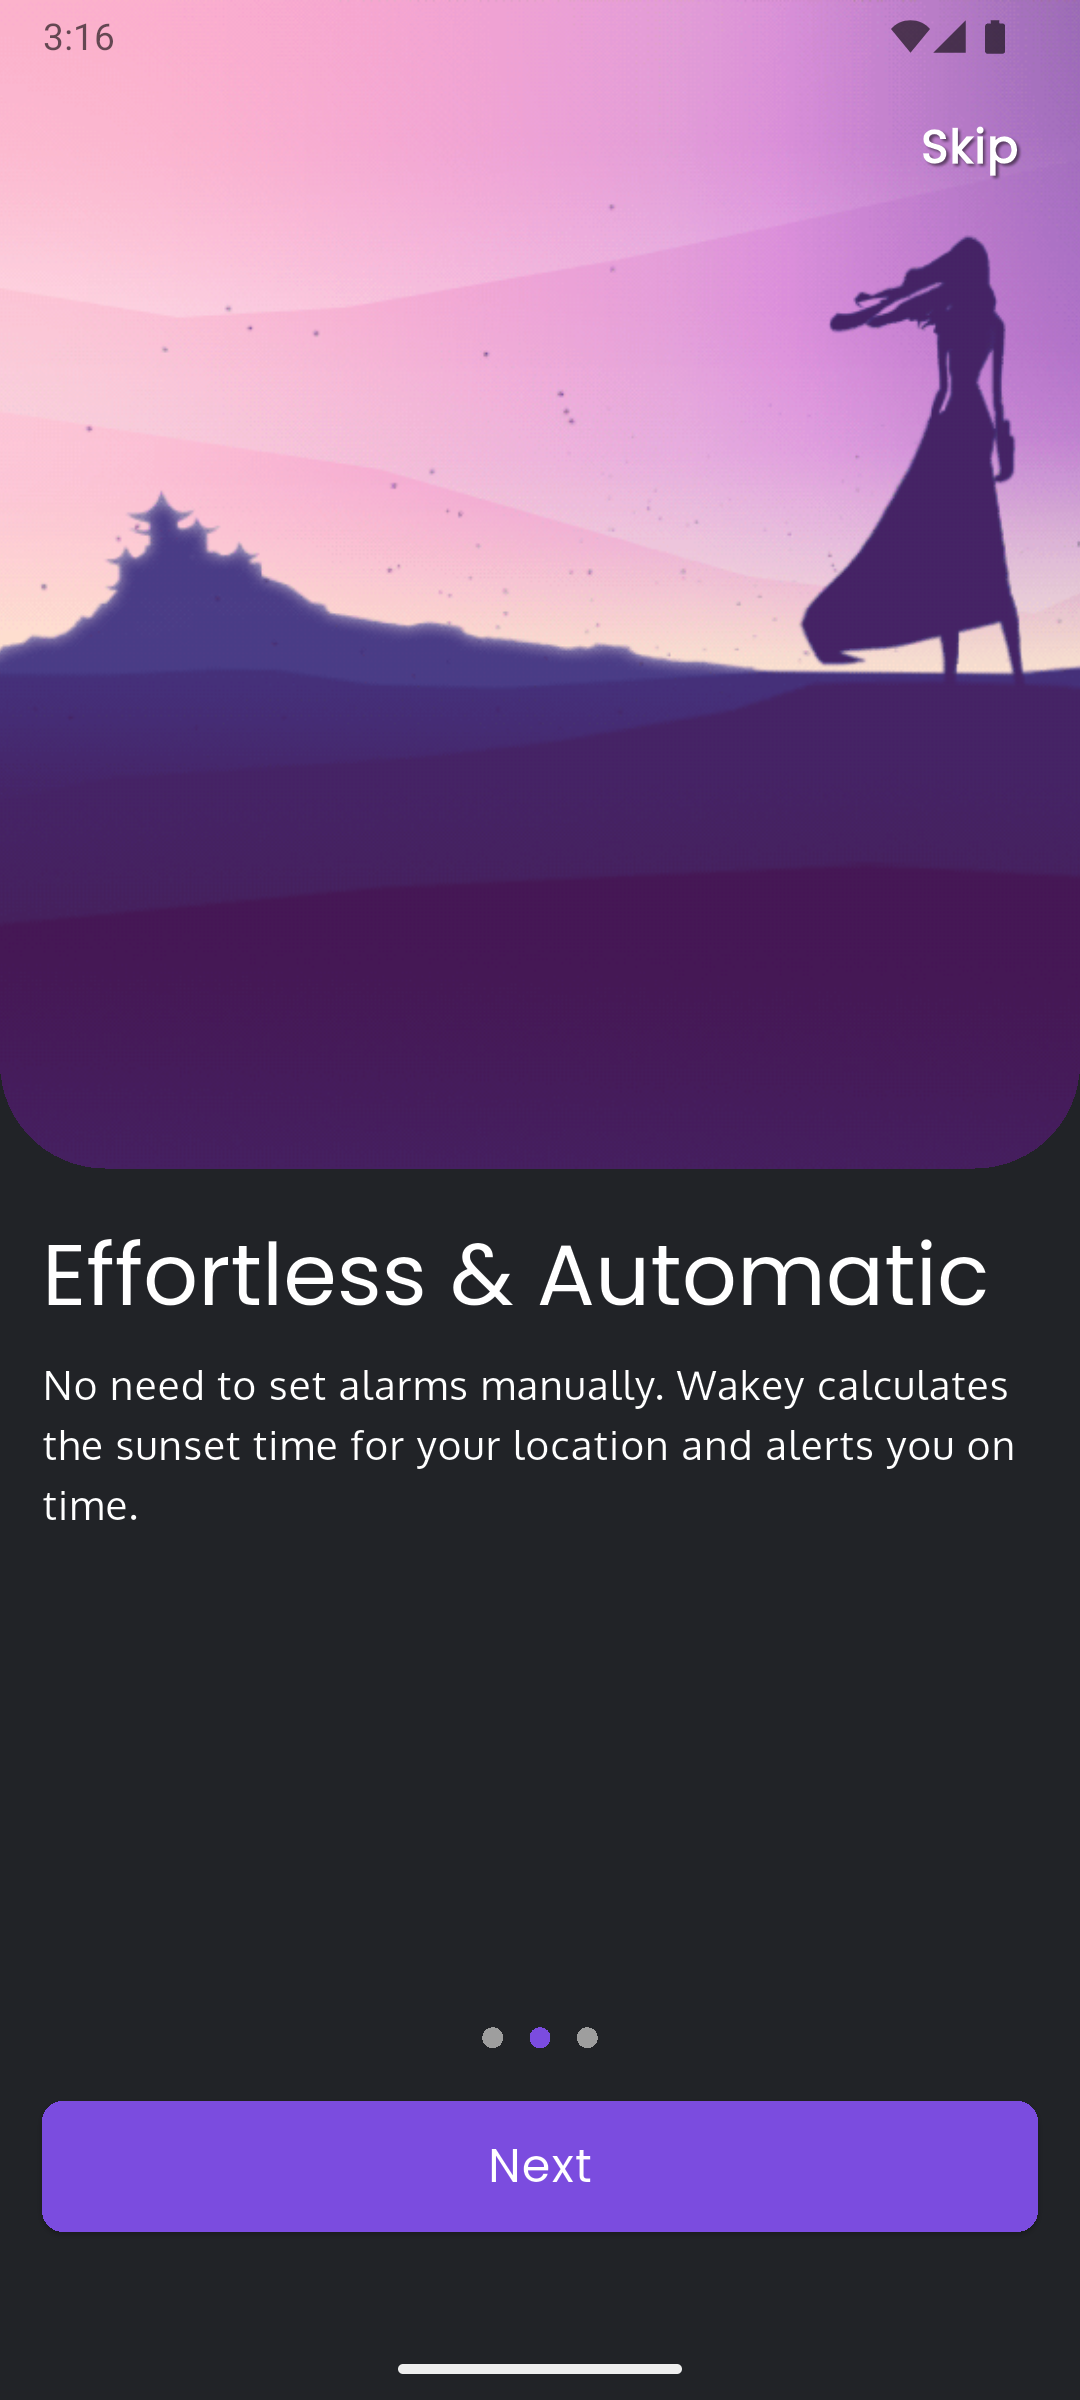 3:16
Skip
Effortless & Automatic
No need to set alarms manually. Wakey calculates
the sunset time for your location and alerts you on
time.
Next